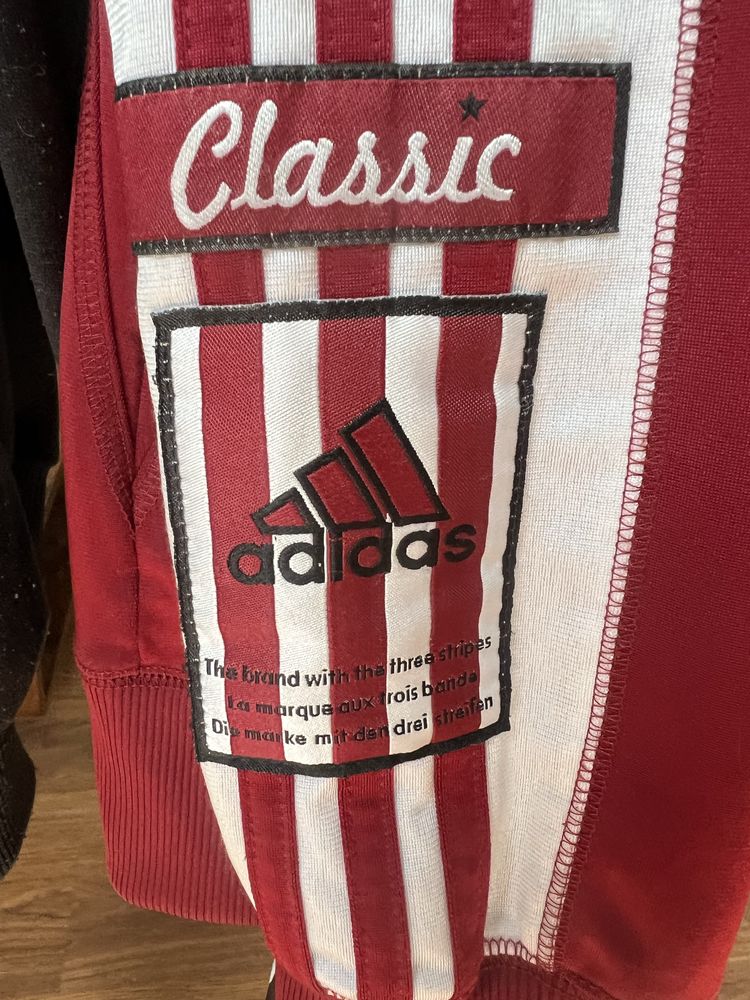 Classic
adidas
The brand with the three stripes
La marque aux trois bande
Die marke mit den drei streifen